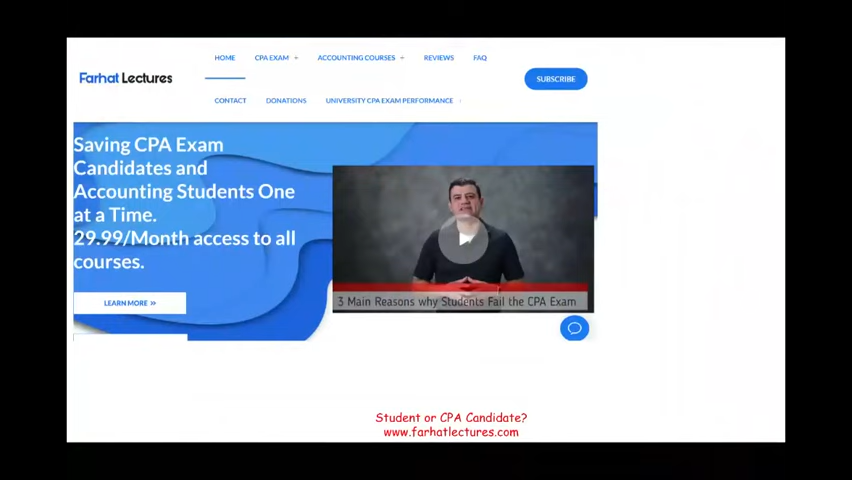 HOME
CPA EXAM
ACCOUNTING COURSES
REVIEWS
FAQ
Farhat Lectures
SUBSCRIBE
CONTACT
DONATIONS
UNIVERSITY CPA EXAM PERFORMANCE
Saving CPA Exam
Candidates and
Accounting Students One
at a Time.
29.99/Month access to all
courses.
LEARN MORE »
3 Main Reasons why Students Fail the CPA Exam
Student or CPA Candidate?
www.farhatlectures.com